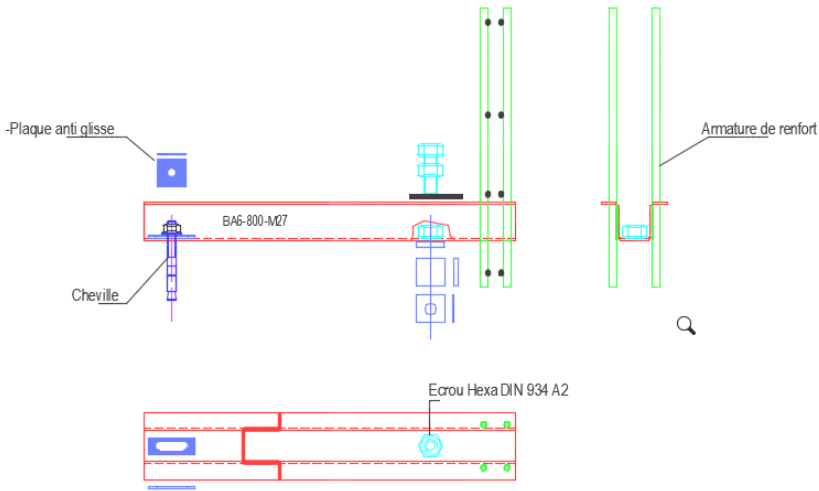 -Plaque anti glisse
Armature de renfort
BA6-800-M27
Cheville
Ecrou Hexa DIN 934 A2